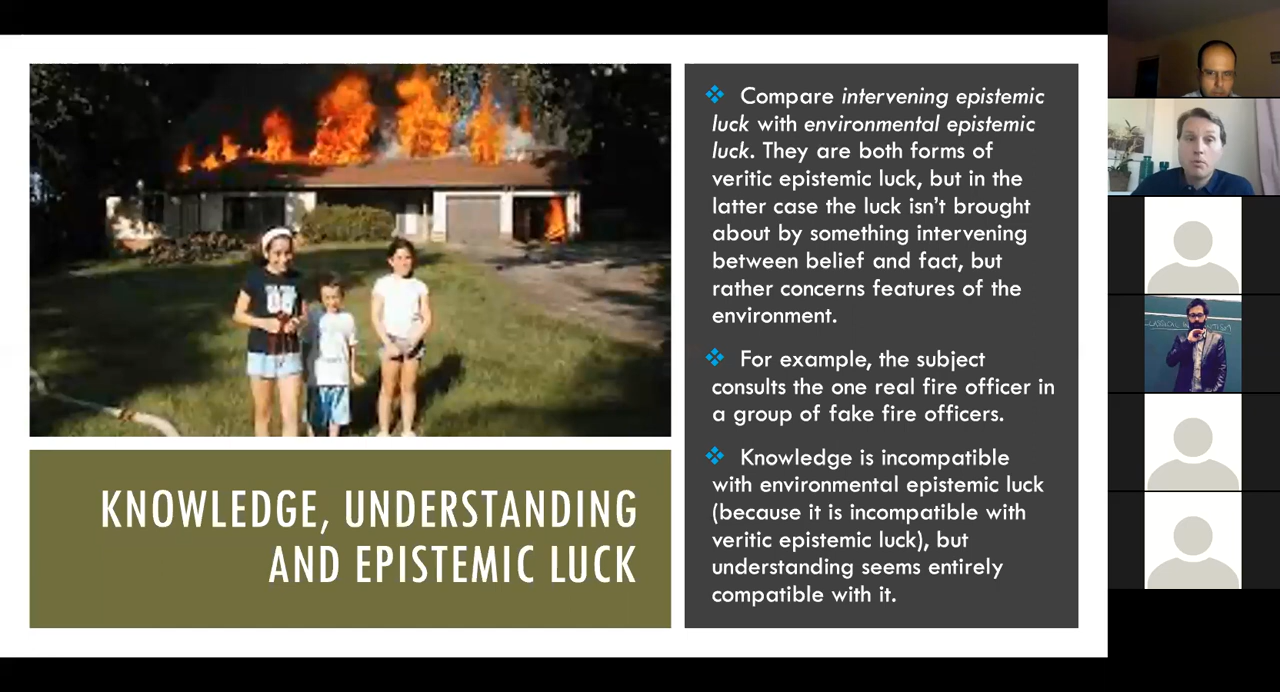 ❖ Compare intervening epistemic
luck with environmental epistemic
luck. They are both forms of
veritic epistemic luck, but in the
latter case the luck isn't brought
about by something intervening
between belief and fact, but
rather concerns features of the
environment.
❖ For example, the subject
consults the one real fire officer in
a group of fake fire officers.
❖ Knowledge is incompatible
with environmental epistemic luck
(because it is incompatible with
veritic epistemic luck), but
understanding seems entirely
compatible with it.
KNOWLEDGE, UNDERSTANDING
AND EPISTEMIC LUCK
CLASSICAL